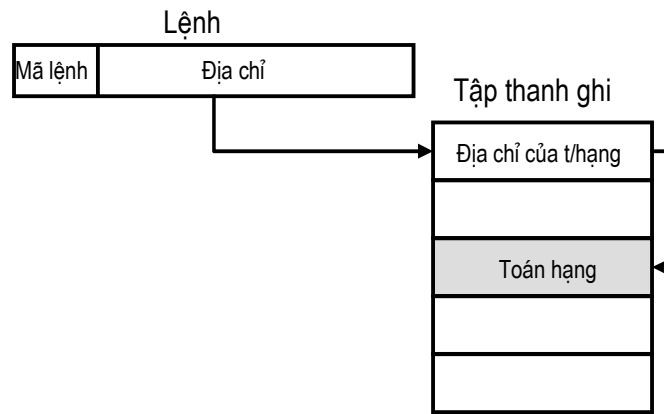 Lệnh
Mã lệnh
Địa chỉ
Tập thanh ghi
Địa chỉ của t/hạng
Toán hạng